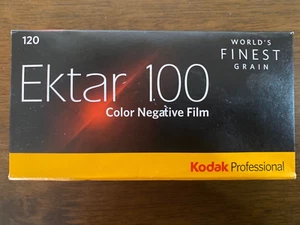 120
WORLD'S
FINEST
GRAIN
Ektar 100
Color Negative Film
Kodak Professional